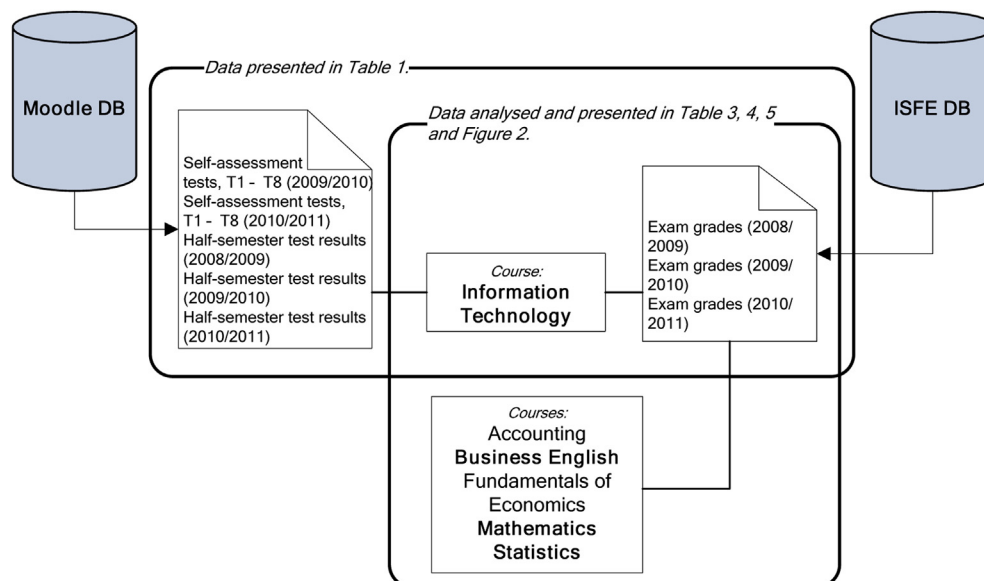 Data presented in Table 1.
Moodle DB
ISFE DB
Data analysed and presented in Table 3, 4, 5
and Figure 2.
Self-assessment
tests, T1 - T8 (2009/2010)
Self-assessment tests,
T1 - T8 (2010/2011)
Half-semester test results
(2008/2009)
Half-semester test results
(2009/2010)
Half-semester test results
(2010/2011)
Course:
Information
Technology
Exam grades (2008/
2009)
Exam grades (2009/
2010)
Exam grades (2010/
2011)
Courses:
Accounting
Business English
Fundamentals of
Economics
Mathematics
Statistics